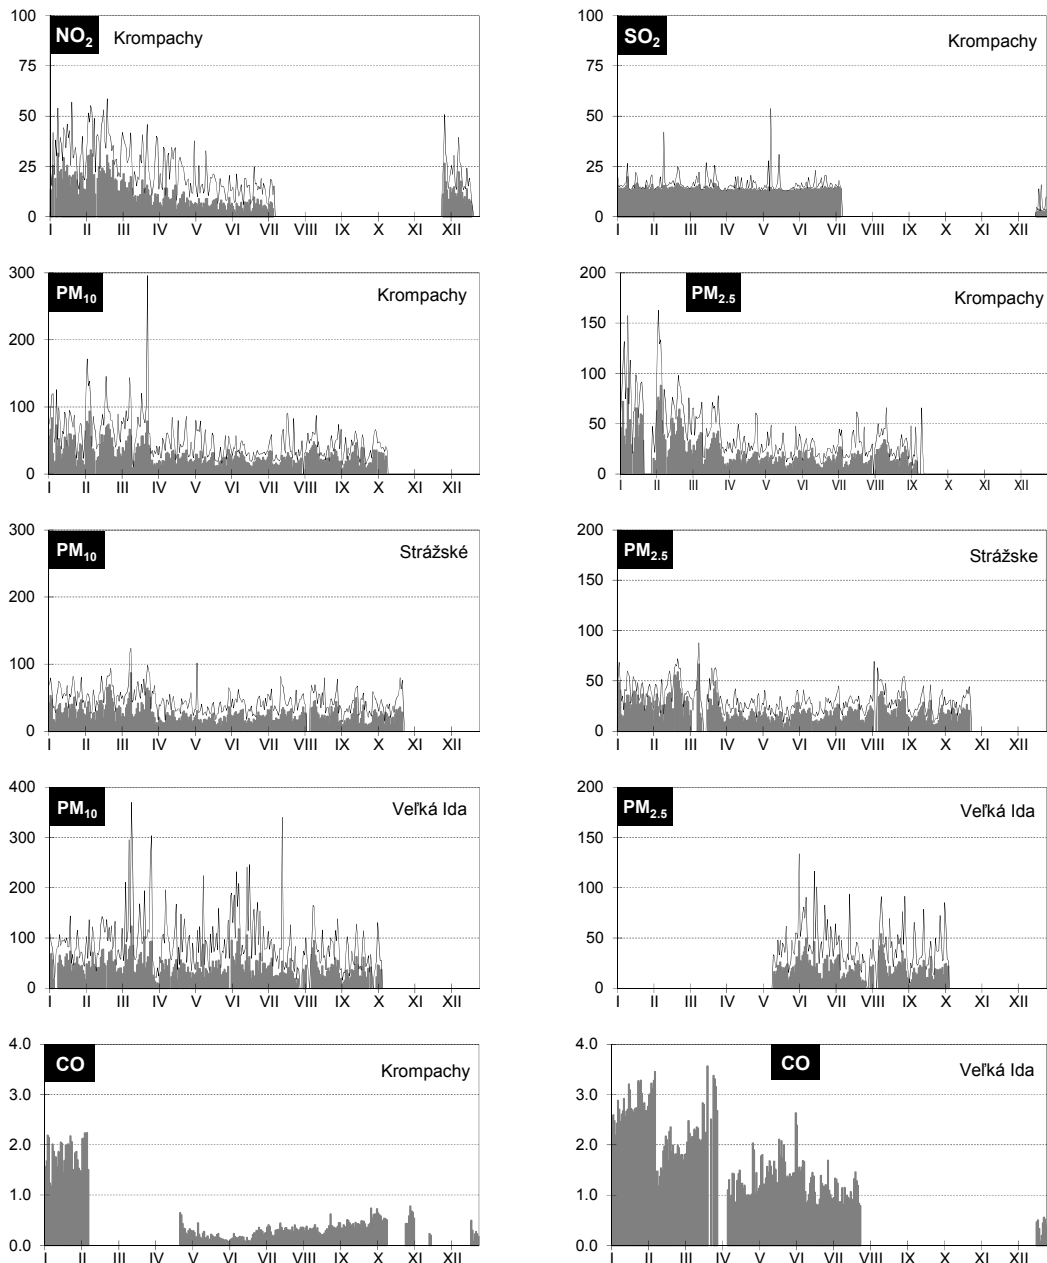 NO2 Krompachy
100
75
50
25
0
I II III IV V VI VII VIII IX X XI XII
SO2 Krompachy
100
75
50
25
0
I II III IV V VI VII VIII IX X XI XII
PM10 Krompachy
300
200
100
0
I II III IV V VI VII VIII IX X XI XII
PM2.5 Krompachy
200
150
100
50
0
I II III IV V VI VII VIII IX X XI XII
PM10 Strážské
300
200
100
0
I II III IV V VI VII VIII IX X XI XII
PM2.5 Strážske
200
150
100
50
0
I II III IV V VI VII VIII IX X XI XII
PM10 Veľká Ida
400
300
200
100
0
I II III IV V VI VII VIII IX X XI XII
PM2.5 Veľká Ida
200
150
100
50
0
I II III IV V VI VII VIII IX X XI XII
CO Krompachy
4.0
3.0
2.0
1.0
0.0
I II III IV V VI VII VIII IX X XI XII
CO Veľká Ida
4.0
3.0
2.0
1.0
0.0
I II III IV V VI VII VIII IX X XI XII